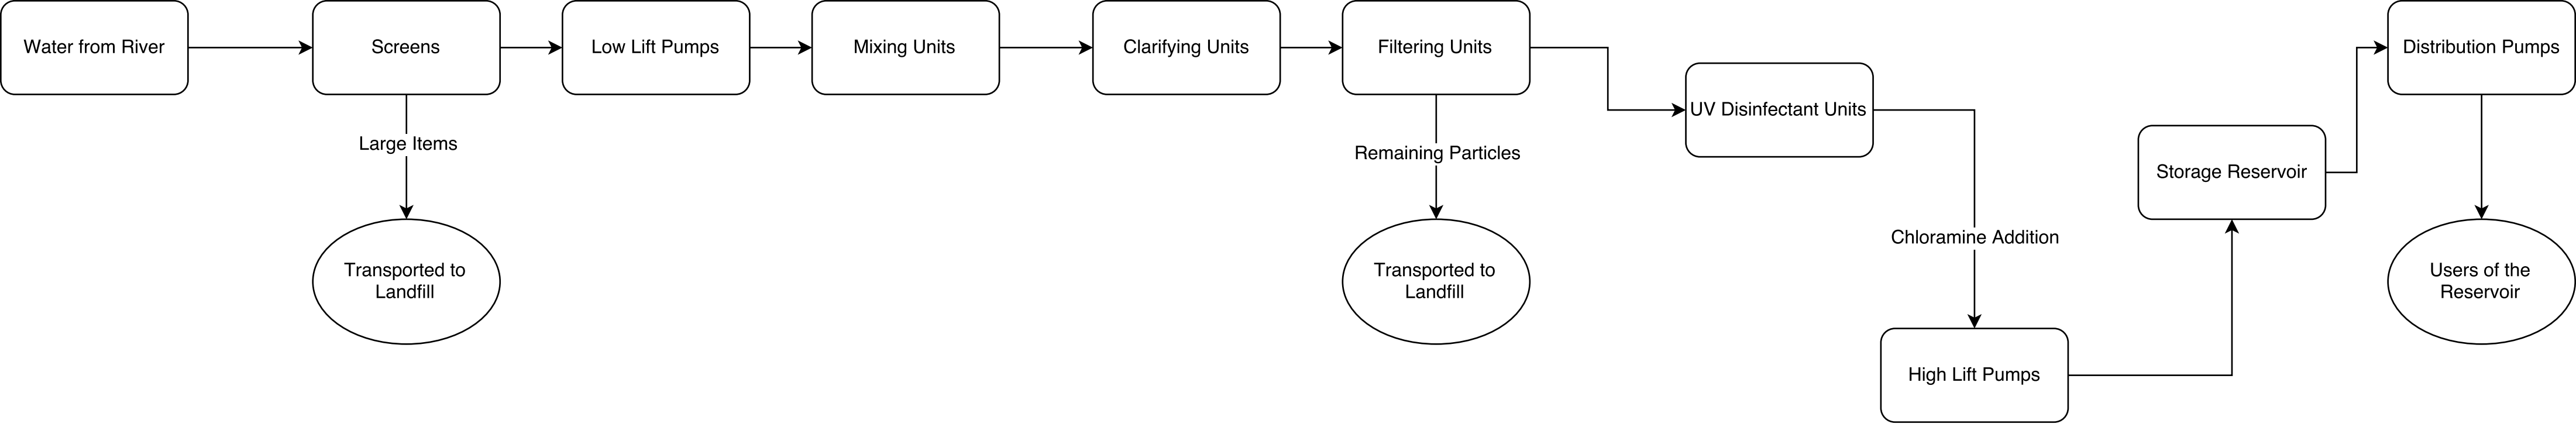 Water from River
Screens
Low Lift Pumps
Mixing Units
Clarifying Units
Filtering Units
Distribution Pumps
UV Disinfectant Units
Large Items
Remaining Particles
Storage Reservoir
Chloramine Addition
Transported to
Landfill
Transported to
Landfill
Users of the
Reservoir
High Lift Pumps